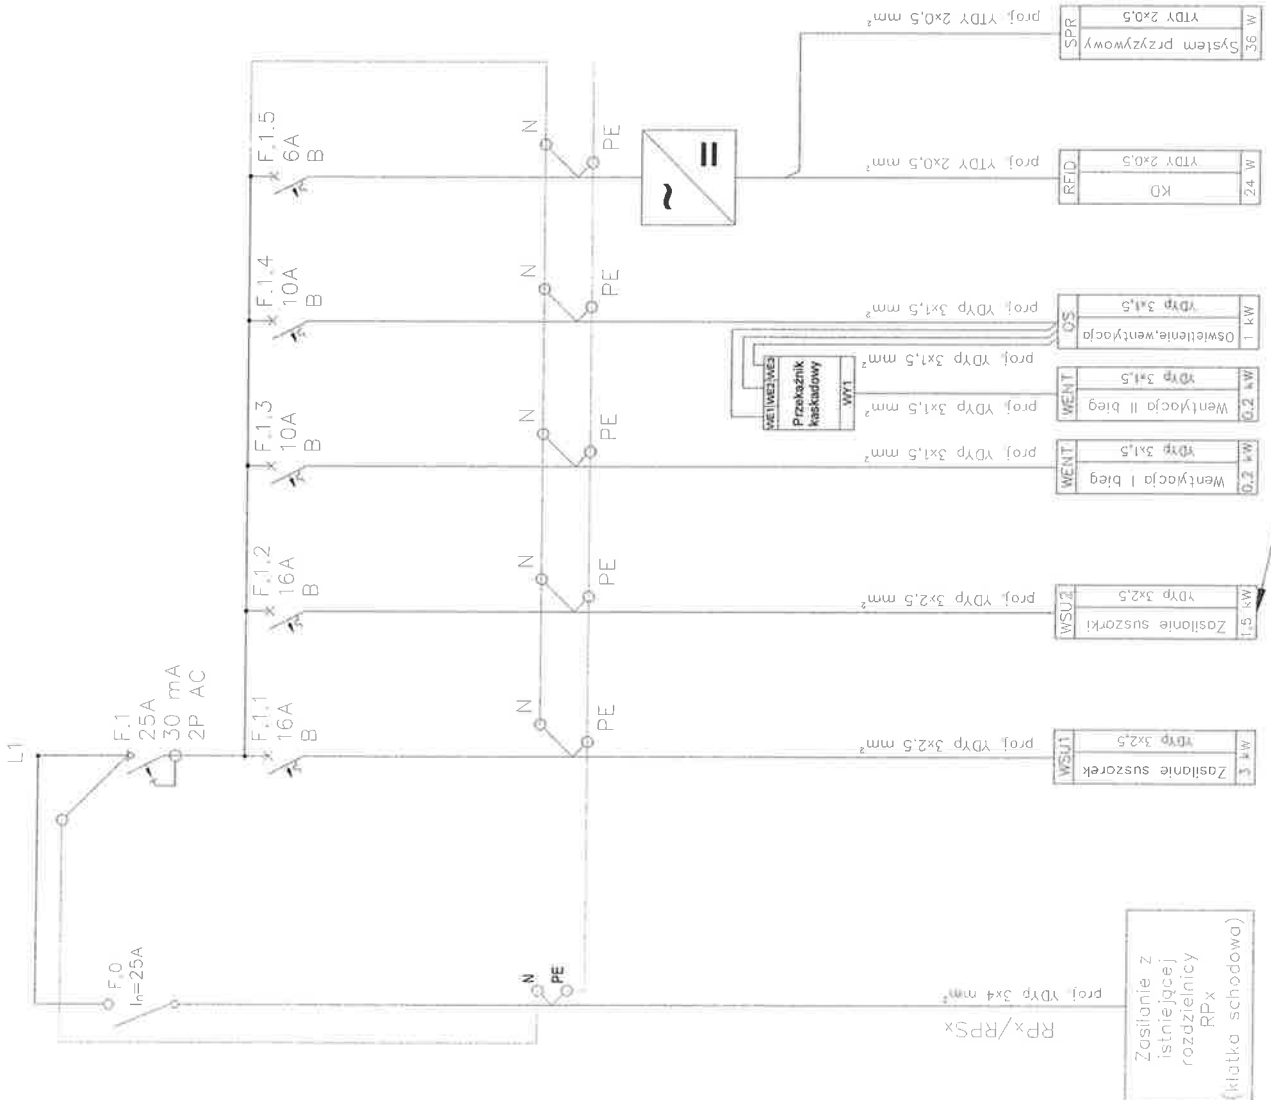 L1
F.0
In=25A
F.1
25A
30 mA
2P AC
F.1.1
16A
B
F.1.2
16A
B
F.1.3
10A
B
F.1.4
10A
B
F.1.5
6A
B
N
PE
N
PE
N
PE
N
PE
N
PE
N
PE
~
=
WE1
WE2
WE3
Przekaźnik
kaskadowy
WY1
RPx/RPSx
proj. YDYp 3x4 mm²
proj. YDYp 3x2,5 mm²
proj. YDYp 3x2,5 mm²
proj. YDYp 3x1,5 mm²
proj. YDYp 3x1,5 mm²
proj. YDYp 3x1,5 mm²
proj. YDYp 3x1,5 mm²
proj. YTDY 2x0,5 mm²
proj. YTDY 2x0,5 mm²
Zasilanie z
istniejącej
rozdzielnicy
RPx
(klatka schodowa)
WSU1
Zasilanie suszarek
YDYp 3x2,5
3 kW
WSU2
Zasilanie suszarki
YDYp 3x2,5
1,5 kW
WENT
Wentylacja I bieg
YDYp 3x1,5
0.2 kW
WENT
Wentylacja II bieg
YDYp 3x1,5
0.2 kW
OS
Oświetlenie,wentylacja
YDYp 3x1,5
1 kW
RFID
KD
YTDY 2x0,5
24 W
SPR
System przyzywowy
YTDY 2x0,5
36 W